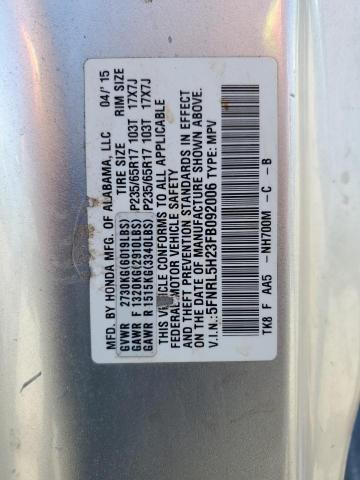 MFD. BY HONDA MFG. OF ALABAMA, LLC 04/'15
TIRE SIZE RIM SIZE
GVWR 2730KG(6019LBS)
GAWR F 1320KG(2910LBS) P235/65R17 103T 17X7J
GAWR R 1515KG(3340LBS) P235/65R17 103T 17X7J
THIS VEHICLE CONFORMS TO ALL APPLICABLE
FEDERAL MOTOR VEHICLE SAFETY
AND THEFT PREVENTION STANDARDS IN EFFECT
ON THE DATE OF MANUFACTURE SHOWN ABOVE.
V.I.N.:5FNRL5H23FB092006 TYPE: MPV
TK8 F AA5 -NH700M -C -B